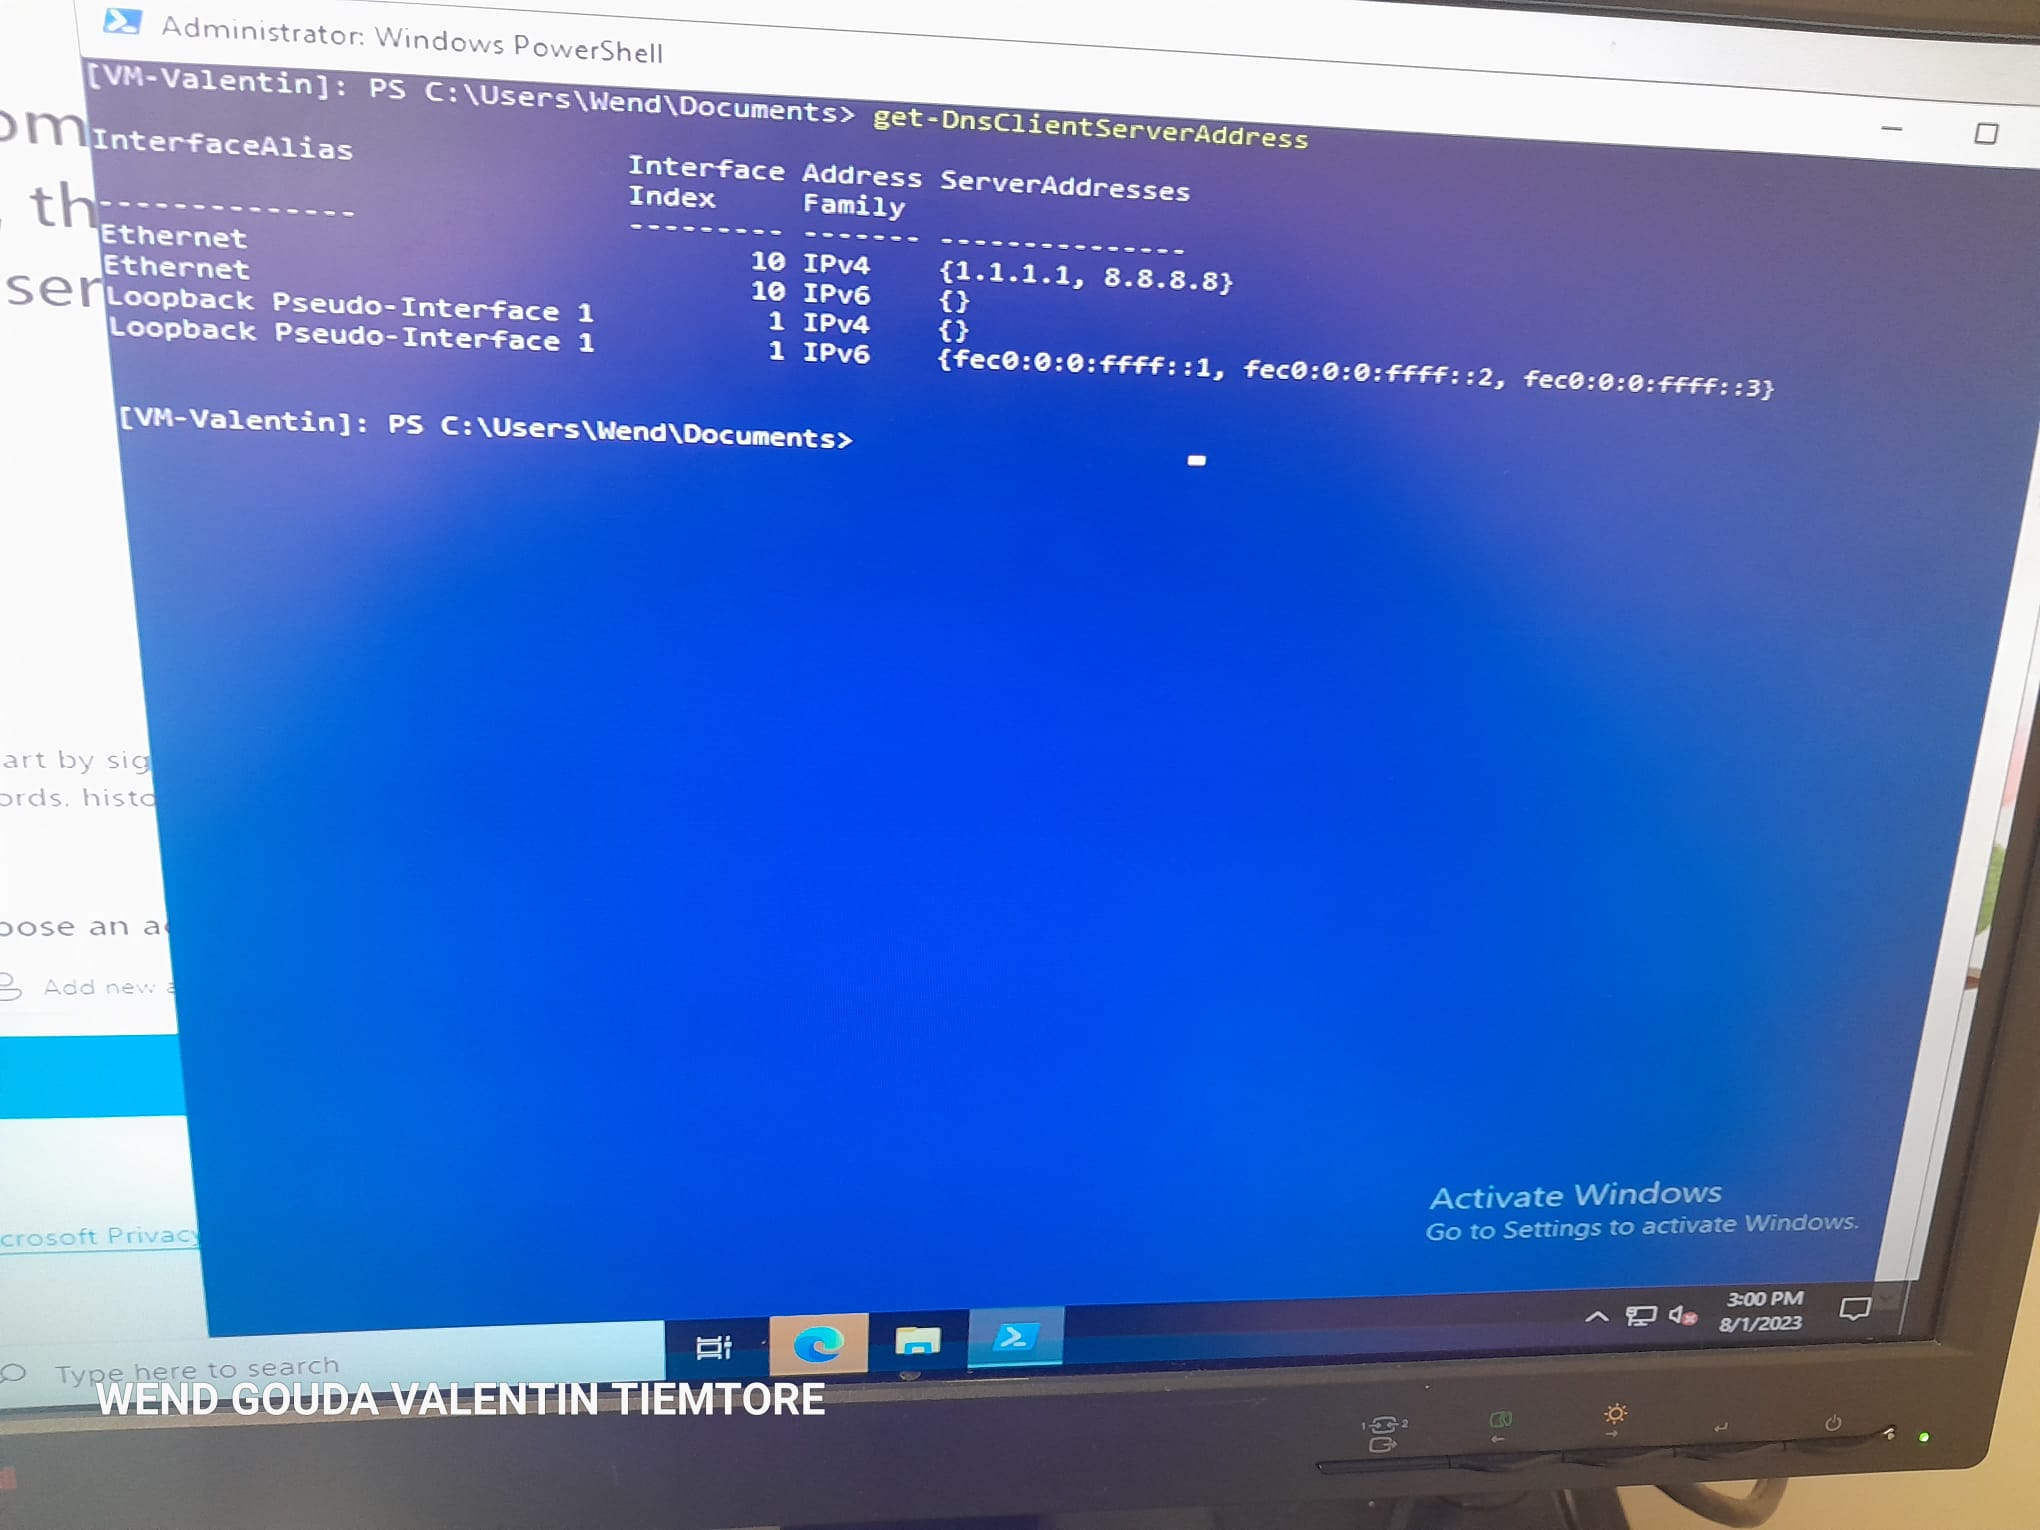 Administrator: Windows PowerShell
[VM-Valentin]: PS C:\Users\Wend\Documents> get-DnsClientServerAddress
InterfaceAlias Interface Address ServerAddresses
Index Family
-------------- --------- ------- ---------------
Ethernet 10 IPv4 {1.1.1.1, 8.8.8.8}
Ethernet 10 IPv6 {}
Loopback Pseudo-Interface 1 1 IPv4 {}
Loopback Pseudo-Interface 1 1 IPv6 {fec0:0:0:ffff::1, fec0:0:0:ffff::2, fec0:0:0:ffff::3}
[VM-Valentin]: PS C:\Users\Wend\Documents>
om
, th
ser
art by sig
ords, histo
oose an a
Add new a
crosoft Privacy
Activate Windows
Go to Settings to activate Windows.
Type here to search
3:00 PM
8/1/2023
WEND GOUDA VALENTIN TIEMTORE
1 2